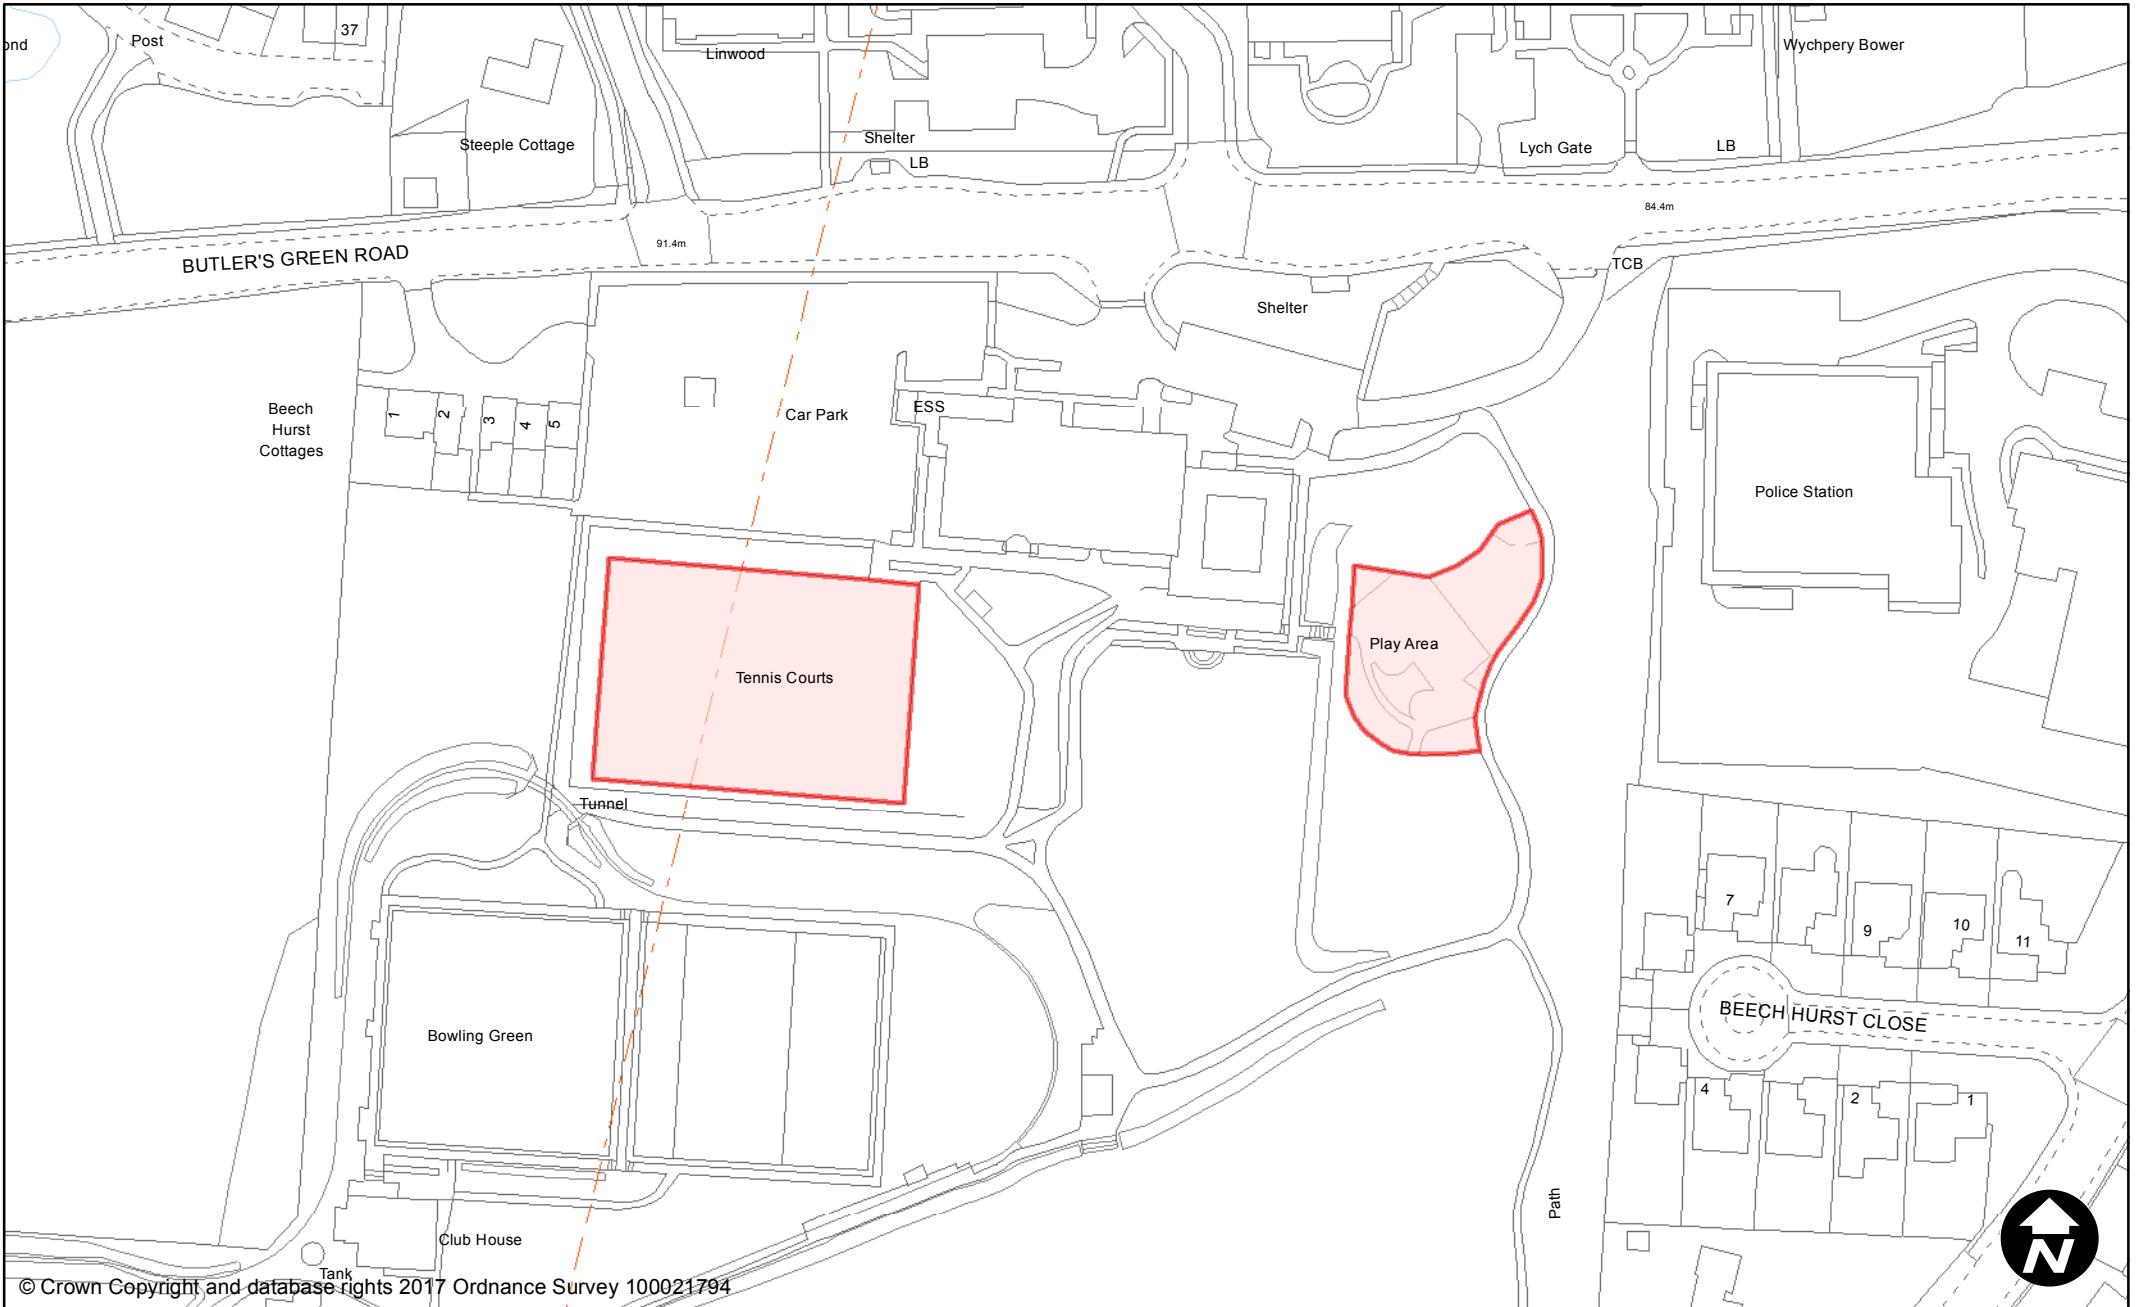 37
Post
ond
Linwood
Wychpery Bower
Steeple Cottage
Shelter
LB
Lych Gate
LB
84.4m
91.4m
BUTLER'S GREEN ROAD
TCB
Shelter
Beech
Hurst
Cottages
1
2
3
4
5
Car Park
ESS
Police Station
Play Area
Tennis Courts
Tunnel
7
9
10
11
BEECH HURST CLOSE
Bowling Green
4
2
1
Path
Club House
Tank
N
© Crown Copyright and database rights 2017 Ordnance Survey 100021794